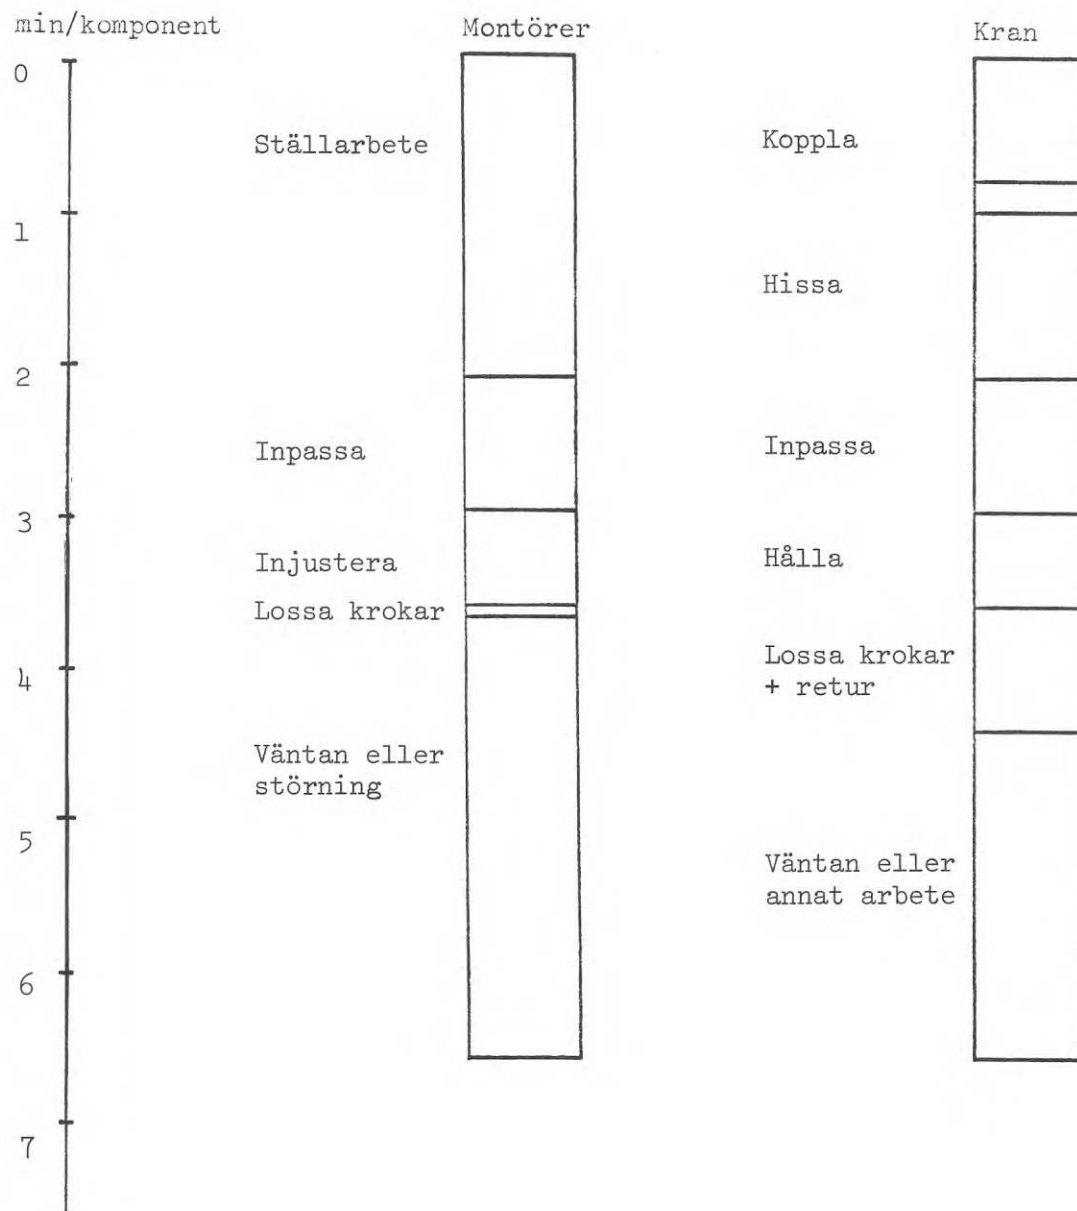 min/komponent
Montörer
Kran
0
Ställarbete
Koppla
1
Hissa
2
Inpassa
Inpassa
3
Injustera
Hålla
Lossa krokar
Lossa krokar
+ retur
4
Väntan eller
störning
5
Väntan eller
annat arbete
6
7